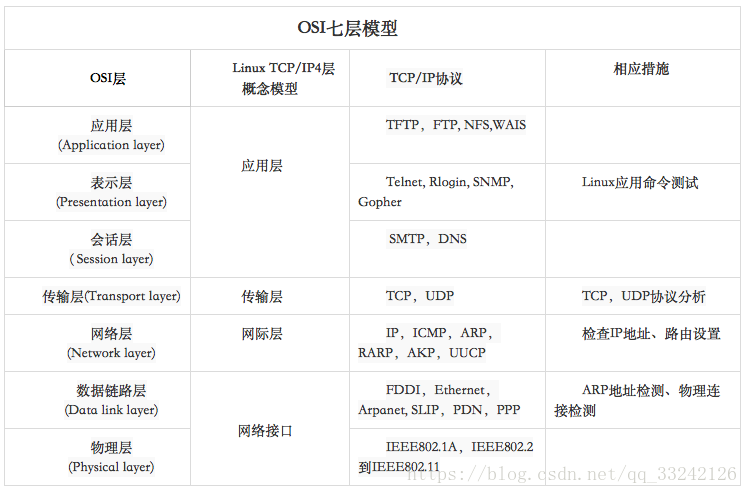 OSI七层模型
OSI层
Linux TCP/IP4层
概念模型
TCP/IP协议
相应措施
应用层
(Application layer)
应用层
TFTP，FTP, NFS,WAIS
表示层
(Presentation layer)
Telnet, Rlogin, SNMP,
Gopher
Linux应用命令测试
会话层
( Session layer)
SMTP，DNS
传输层(Transport layer)
传输层
TCP，UDP
TCP，UDP协议分析
网络层
(Network layer)
网际层
IP，ICMP，ARP，
RARP，AKP，UUCP
检查IP地址、路由设置
数据链路层
(Data link layer)
网络接口
FDDI，Ethernet，
Arpanet, SLIP，PDN，PPP
ARP地址检测、物理连
接检测
物理层
(Physical layer)
IEEE802.1A，IEEE802.2
到IEEE802.11
https://blog.csdn.net/qq_33242126